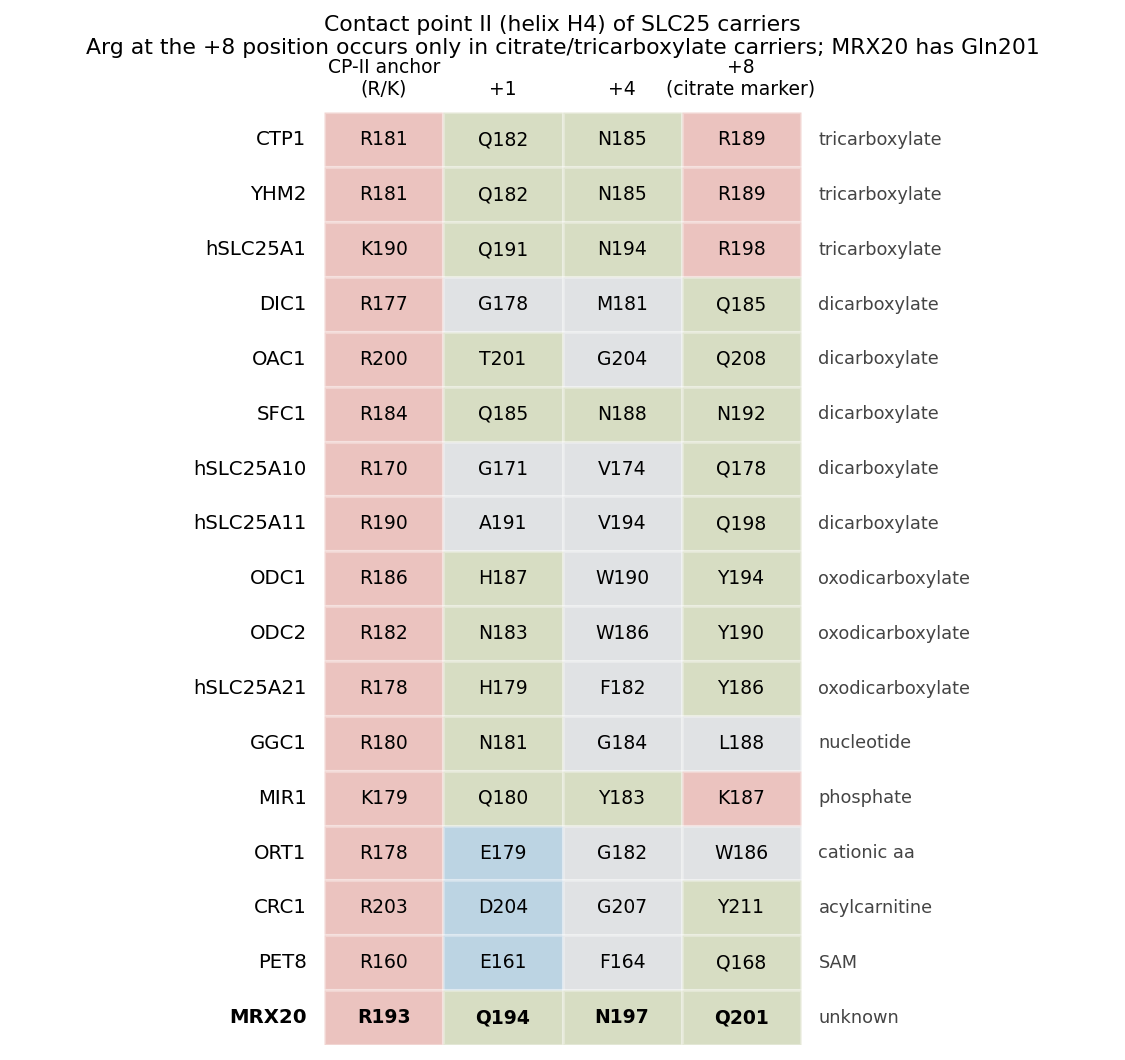 Contact point II (helix H4) of SLC25 carriers
Arg at the +8 position occurs only in citrate/tricarboxylate carriers; MRX20 has Gln201
CP-II anchor
(R/K)
+1
+4
+8
(citrate marker)
CTP1 R181 Q182 N185 R189 tricarboxylate
YHM2 R181 Q182 N185 R189 tricarboxylate
hSLC25A1 K190 Q191 N194 R198 tricarboxylate
DIC1 R177 G178 M181 Q185 dicarboxylate
OAC1 R200 T201 G204 Q208 dicarboxylate
SFC1 R184 Q185 N188 N192 dicarboxylate
hSLC25A10 R170 G171 V174 Q178 dicarboxylate
hSLC25A11 R190 A191 V194 Q198 dicarboxylate
ODC1 R186 H187 W190 Y194 oxodicarboxylate
ODC2 R182 N183 W186 Y190 oxodicarboxylate
hSLC25A21 R178 H179 F182 Y186 oxodicarboxylate
GGC1 R180 N181 G184 L188 nucleotide
MIR1 K179 Q180 Y183 K187 phosphate
ORT1 R178 E179 G182 W186 cationic aa
CRC1 R203 D204 G207 Y211 acylcarnitine
PET8 R160 E161 F164 Q168 SAM
MRX20 R193 Q194 N197 Q201 unknown